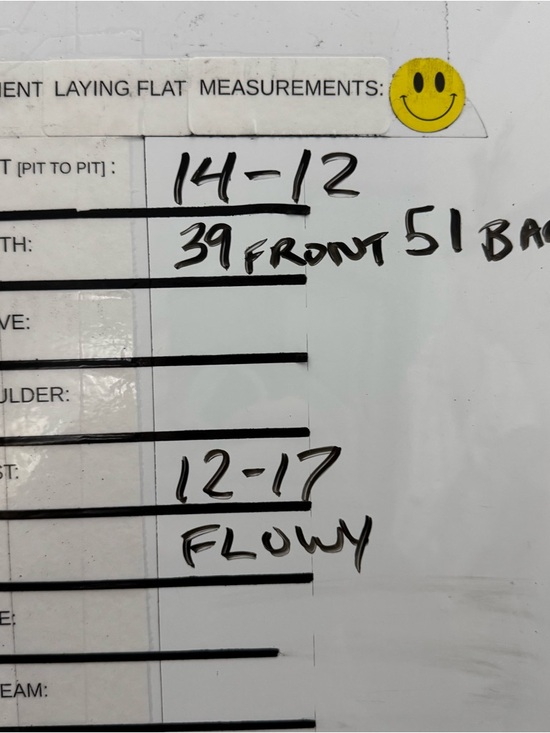 MENT LAYING FLAT MEASUREMENTS:
T [PIT TO PIT] : 14-12
TH: 39 FRONT 51 BAC
VE:
ULDER:
ST: 12-17
FLOWY
E:
EAM: